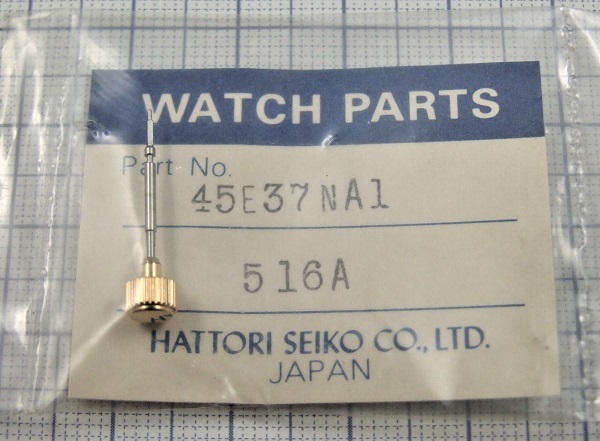 WATCH PARTS
Part No.
45E37NA1
516A
HATTORI SEIKO CO., LTD.
JAPAN